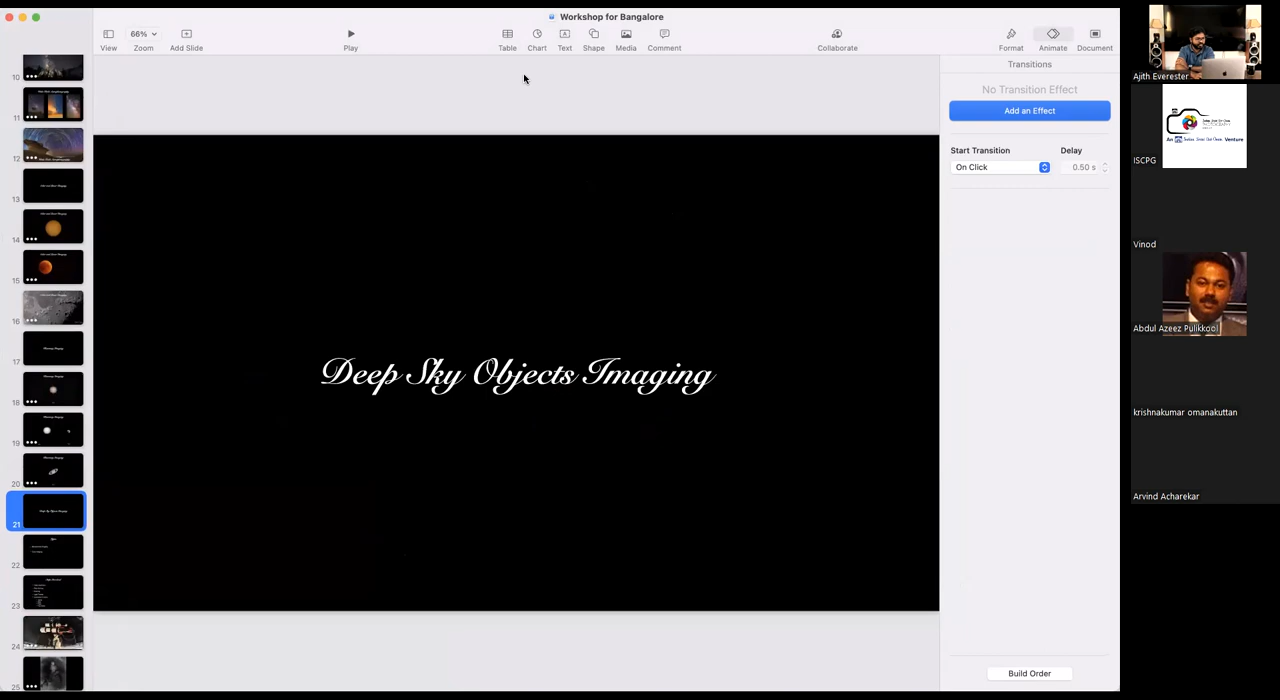 Workshop for Bangalore
66%
View
Zoom
Add Slide
Play
Table
Chart
Text
Shape
Media
Comment
Collaborate
Format
Animate
Document
Transitions
No Transition Effect
Add an Effect
Start Transition
Delay
On Click
0.50 s
Deep Sky Objects Imaging
Build Order
10
11
12
13
14
15
16
17
18
19
20
21
22
23
24
25
Ajith Everester
ISCPG
Vinod
Abdul Azeez Pulikkool
krishnakumar omanakuttan
Arvind Acharekar